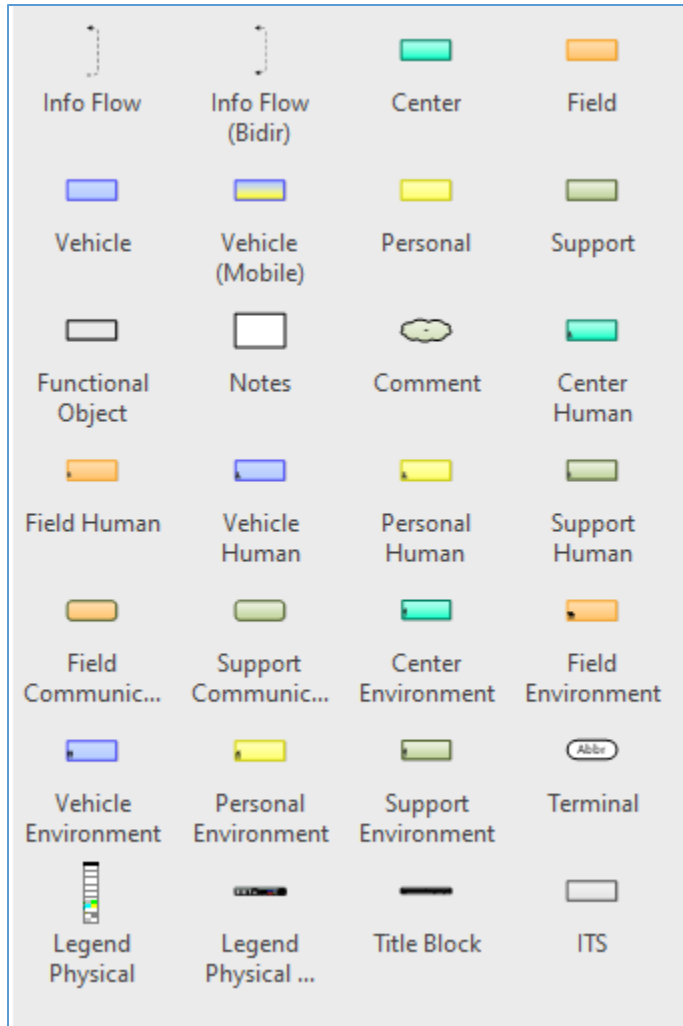 Info Flow
Info Flow
(Bidir)
Center
Field
Vehicle
Vehicle
(Mobile)
Personal
Support
Functional
Object
Notes
Comment
Center
Human
Field Human
Vehicle
Human
Personal
Human
Support
Human
Field
Communic...
Support
Communic...
Center
Environment
Field
Environment
Vehicle
Environment
Personal
Environment
Support
Environment
Abbr
Terminal
Legend
Physical
Legend
Physical ...
Title Block
ITS